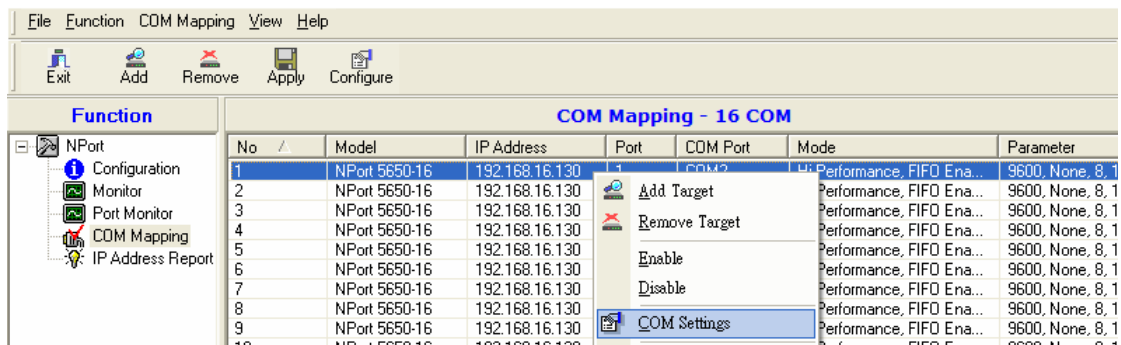 File Function COM Mapping View Help
Exit Add Remove Apply Configure
Function
COM Mapping - 16 COM
NPort
Configuration
Monitor
Port Monitor
COM Mapping
IP Address Report
No Model IP Address Port COM Port Mode Parameter
1 NPort 5650-16 192.168.16.130 1 COM2 Hi Performance, FIFO Ena... 9600, None, 8, 1
2 NPort 5650-16 192.168.16.130 Performance, FIFO Ena... 9600, None, 8, 1
3 NPort 5650-16 192.168.16.130 Performance, FIFO Ena... 9600, None, 8, 1
4 NPort 5650-16 192.168.16.130 Performance, FIFO Ena... 9600, None, 8, 1
5 NPort 5650-16 192.168.16.130 Performance, FIFO Ena... 9600, None, 8, 1
6 NPort 5650-16 192.168.16.130 Performance, FIFO Ena... 9600, None, 8, 1
7 NPort 5650-16 192.168.16.130 Performance, FIFO Ena... 9600, None, 8, 1
8 NPort 5650-16 192.168.16.130 Performance, FIFO Ena... 9600, None, 8, 1
9 NPort 5650-16 192.168.16.130 Performance, FIFO Ena... 9600, None, 8, 1
Add Target
Remove Target
Enable
Disable
COM Settings